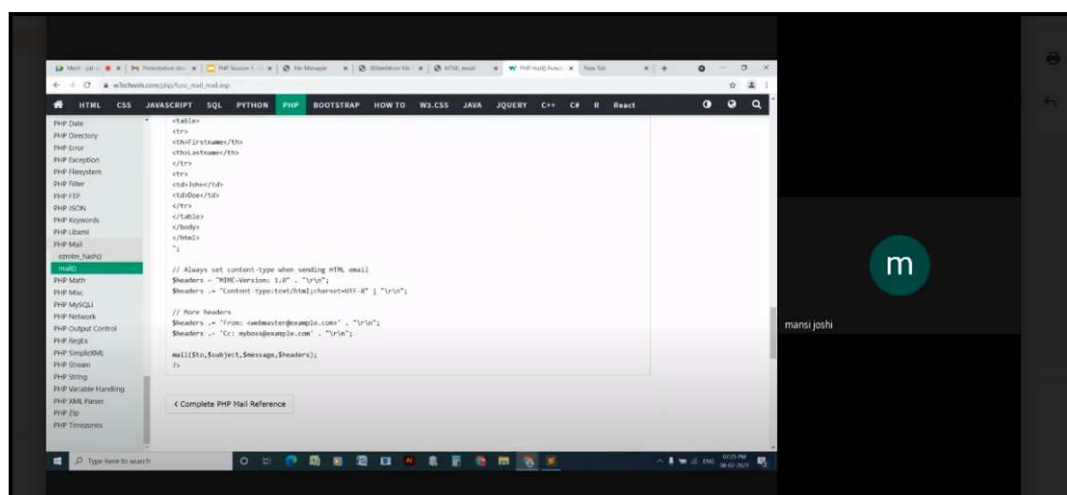 HTML CSS JAVASCRIPT SQL PYTHON PHP BOOTSTRAP HOW TO W3.CSS JAVA JQUERY C++ C# R React
PHP Date
PHP Directory
PHP Error
PHP Exception
PHP Filesystem
PHP Filter
PHP FTP
PHP JSON
PHP Keywords
PHP Libxml
PHP Mail
ezmlm_hash()
mail()
PHP Math
PHP Misc
PHP MySQLi
PHP Network
PHP Output Control
PHP RegEx
PHP SimpleXML
PHP Stream
PHP String
PHP Variable Handling
PHP XML Parser
PHP Zip
PHP Timezones
<table>
<tr>
<th>Firstname</th>
<th>Lastname</th>
</tr>
<tr>
<td>John</td>
<td>Doe</td>
</tr>
</table>
</body>
</html>
";
// Always set content-type when sending HTML email
$headers = "MIME-Version: 1.0" . "\r\n";
$headers .= "Content-type:text/html;charset=UTF-8" . "\r\n";
// More headers
$headers .= 'From: <webmaster@example.com>' . "\r\n";
$headers .= 'Cc: myboss@example.com' . "\r\n";
mail($to,$subject,$message,$headers);
?>
< Complete PHP Mail Reference
m
mansi joshi
Type here to search
ENG